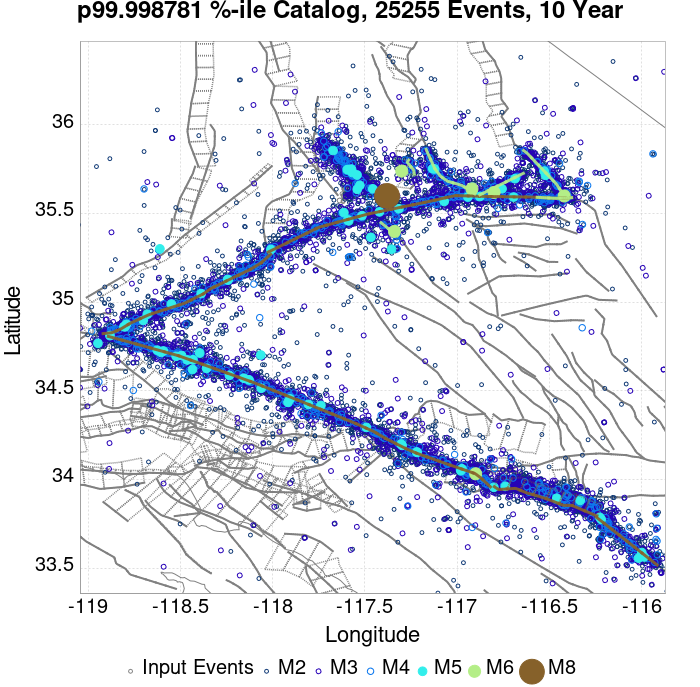 p99.998781 %-ile Catalog, 25255 Events, 10 Year
Latitude
36
35.5
35
34.5
34
33.5
-119 -118.5 -118 -117.5 -117 -116.5 -116
Longitude
Input Events M2 M3 M4 M5 M6 M8